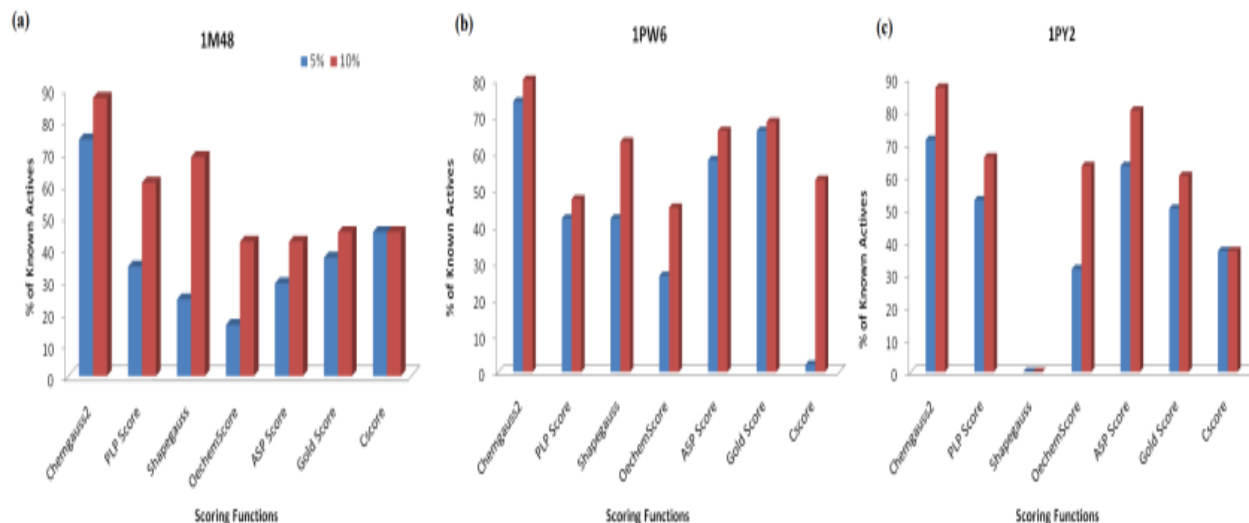 (a)
1M48
5% 10%
% of Known Actives
90
80
70
60
50
40
30
20
10
0
Chemgauss2
PLP Score
Shapegauss
OechemScore
ASP Score
Gold Score
Cscore
Scoring Functions
(b)
1PW6
% of Known Actives
80
70
60
50
40
30
20
10
0
Chemgauss2
PLP Score
Shapegauss
OechemScore
ASP Score
Gold Score
Cscore
Scoring Functions
(c)
1PY2
% of Known Actives
90
80
70
60
50
40
30
20
10
0
Chemgauss2
PLP Score
Shapegauss
OechemScore
ASP Score
Gold Score
Cscore
Scoring Functions